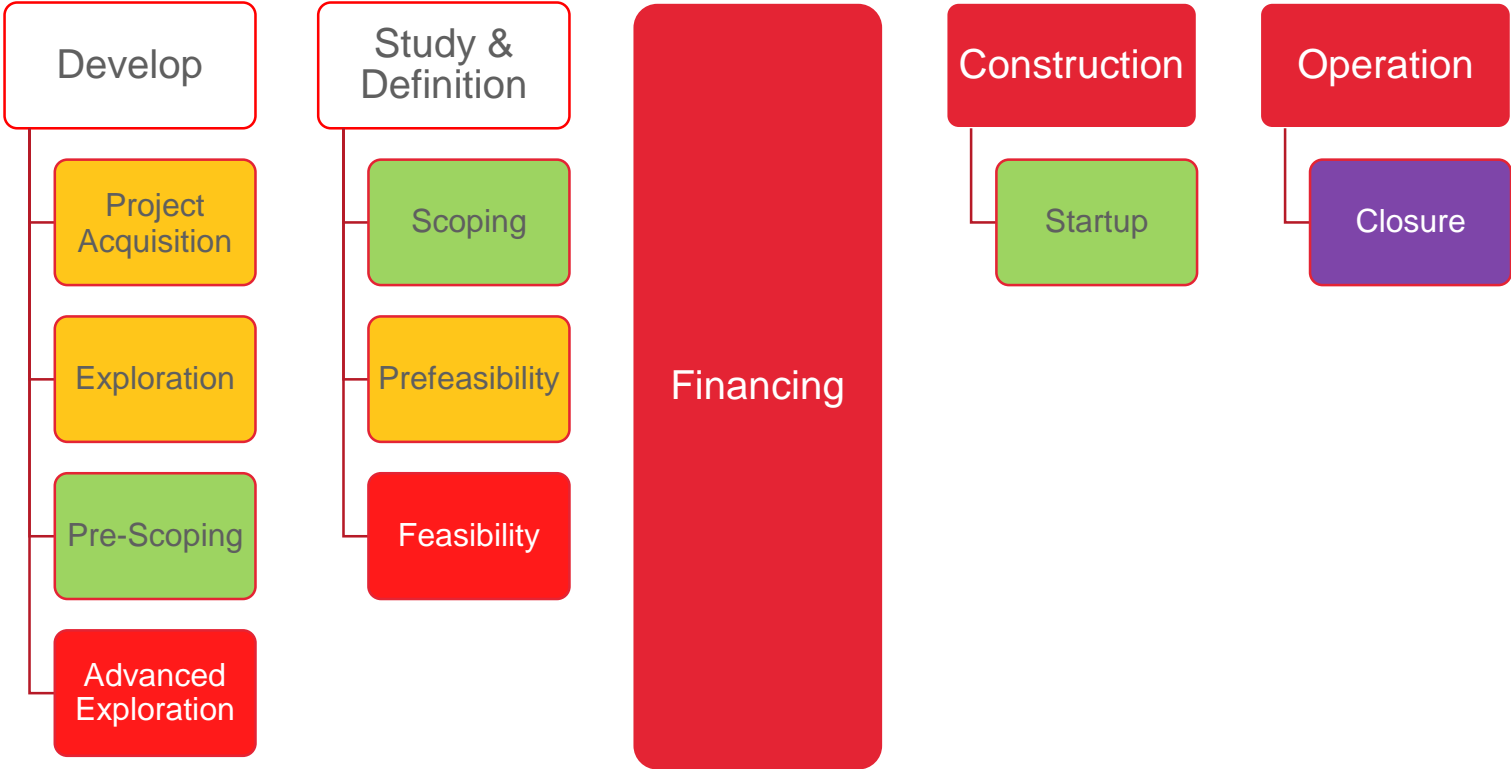 Develop
Project
Acquisition
Exploration
Pre-Scoping
Advanced
Exploration
Study &
Definition
Scoping
Prefeasibility
Feasibility
Financing
Construction
Startup
Operation
Closure